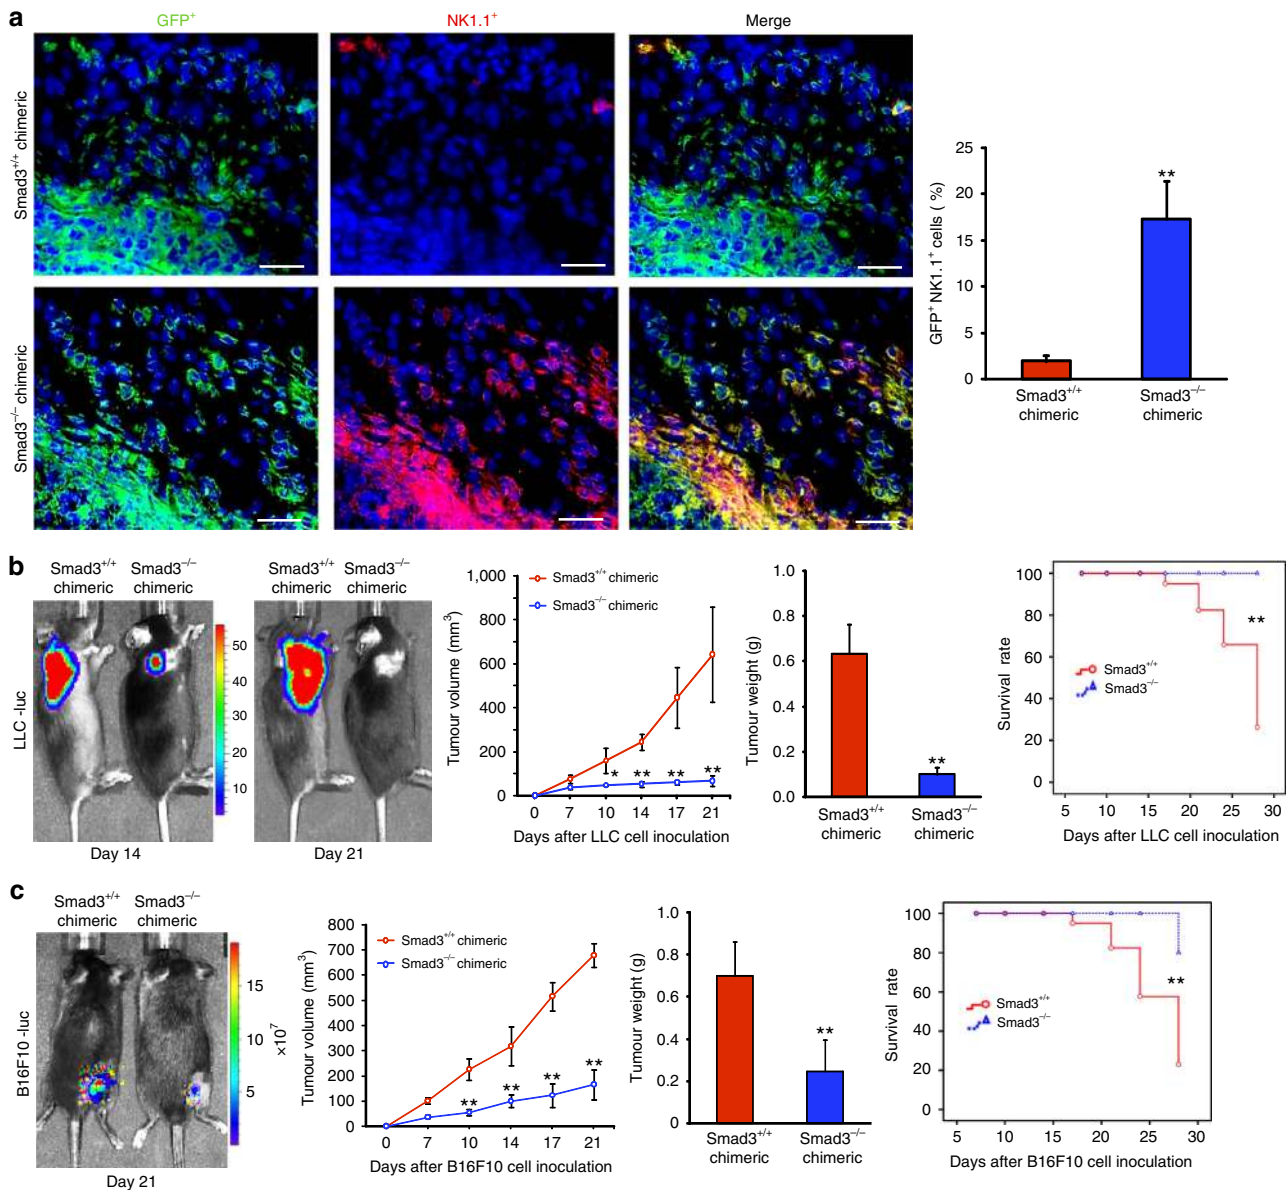 a
GFP⁺
NK1.1⁺
Merge
Smad3⁺/⁺ chimeric
Smad3⁻/⁻ chimeric
GFP⁺ NK1.1⁺ cells ( %)
25
20
15
10
5
0
**
Smad3⁺/⁺
chimeric
Smad3⁻/⁻
chimeric
b
Smad3⁺/⁺
chimeric
Smad3⁻/⁻
chimeric
Smad3⁺/⁺
chimeric
Smad3⁻/⁻
chimeric
LLC -luc
50
40
30
20
10
Day 14
Day 21
Tumour volume (mm³)
1,000
800
600
400
200
0
Smad3⁺/⁺ chimeric
Smad3⁻/⁻ chimeric
* ** ** **
0 7 10 14 17 21
Days after LLC cell inoculation
Tumour weight (g)
1.0
0.8
0.6
0.4
0.2
0.0
**
Smad3⁺/⁺
chimeric
Smad3⁻/⁻
chimeric
Survival rate
100
80
60
40
20
0
**
Smad3⁺/⁺
Smad3⁻/⁻
5 10 15 20 25 30
Days after LLC cell inoculation
c
Smad3⁺/⁺
chimeric
Smad3⁻/⁻
chimeric
B16F10 -luc
15
10
5
×10⁷
Day 21
Tumour volume (mm³)
800
700
600
500
400
300
200
100
0
Smad3⁺/⁺ chimeric
Smad3⁻/⁻ chimeric
** ** ** **
0 7 10 14 17 21
Days after B16F10 cell inoculation
Tumour weight (g)
1.0
0.8
0.6
0.4
0.2
0
**
Smad3⁺/⁺
chimeric
Smad3⁻/⁻
chimeric
Survival rate
100
80
60
40
20
0
**
Smad3⁺/⁺
Smad3⁻/⁻
5 10 15 20 25 30
Days after B16F10 cell inoculation